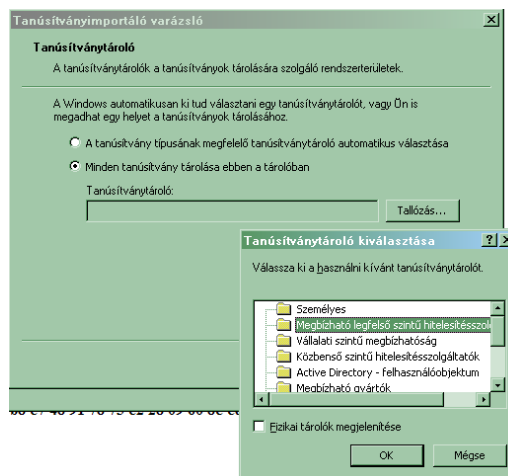 Tanúsítványimportáló varázsló
Tanúsítványtároló
A tanúsítványtárolók a tanúsítványok tárolására szolgáló rendszerterületek.
A Windows automatikusan ki tud választani egy tanúsítványtárolót, vagy Ön is
megadhat egy helyet a tanúsítványok tárolásához.
A tanúsítvány típusának megfelelő tanúsítványtároló automatikus választása
Minden tanúsítvány tárolása ebben a tárolóban
Tanúsítványtároló:
Tallózás...
Tanúsítványtároló kiválasztása
Válassza ki a használni kívánt tanúsítványtárolót.
Személyes
Megbízható legfelső szintű hitelesítésszol
Vállalati szintű megbízhatóság
Közbenső szintű hitelesítésszolgáltatók
Active Directory - felhasználóobjektum
Megbízható gyártók
Fizikai tárolók megjelenítése
OK
Mégse